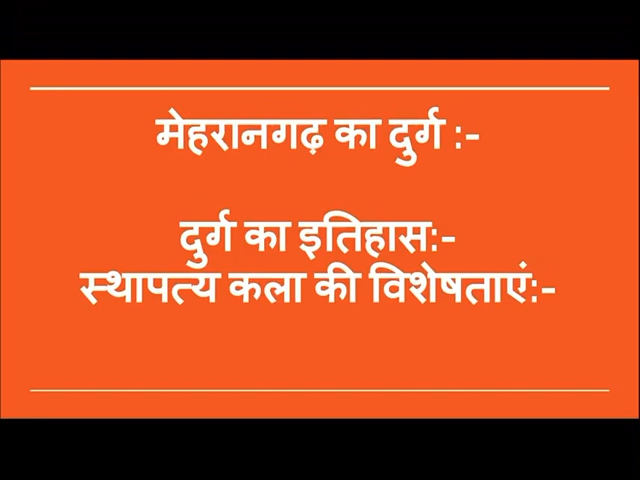 मेहरानगढ़ का दुर्ग :-
दुर्ग का इतिहास:-
स्थापत्य कला की विशेषताएं:-